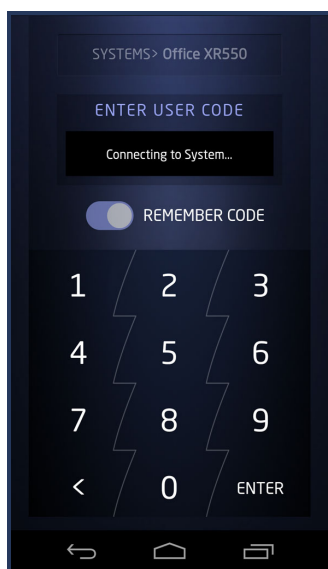 SYSTEMS> Office XR550
ENTER USER CODE
Connecting to System...
REMEMBER CODE
1 2 3
4 5 6
7 8 9
< 0 ENTER